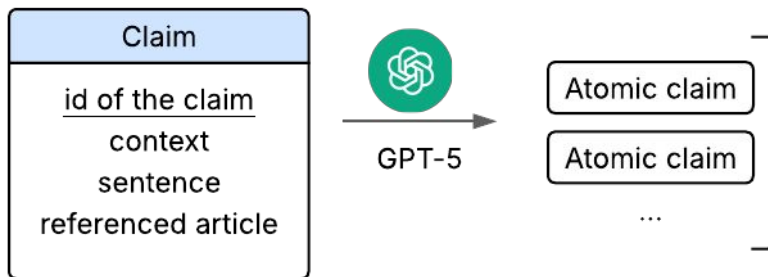 Claim
id of the claim
context
sentence
referenced article
GPT-5
Atomic claim
Atomic claim
...